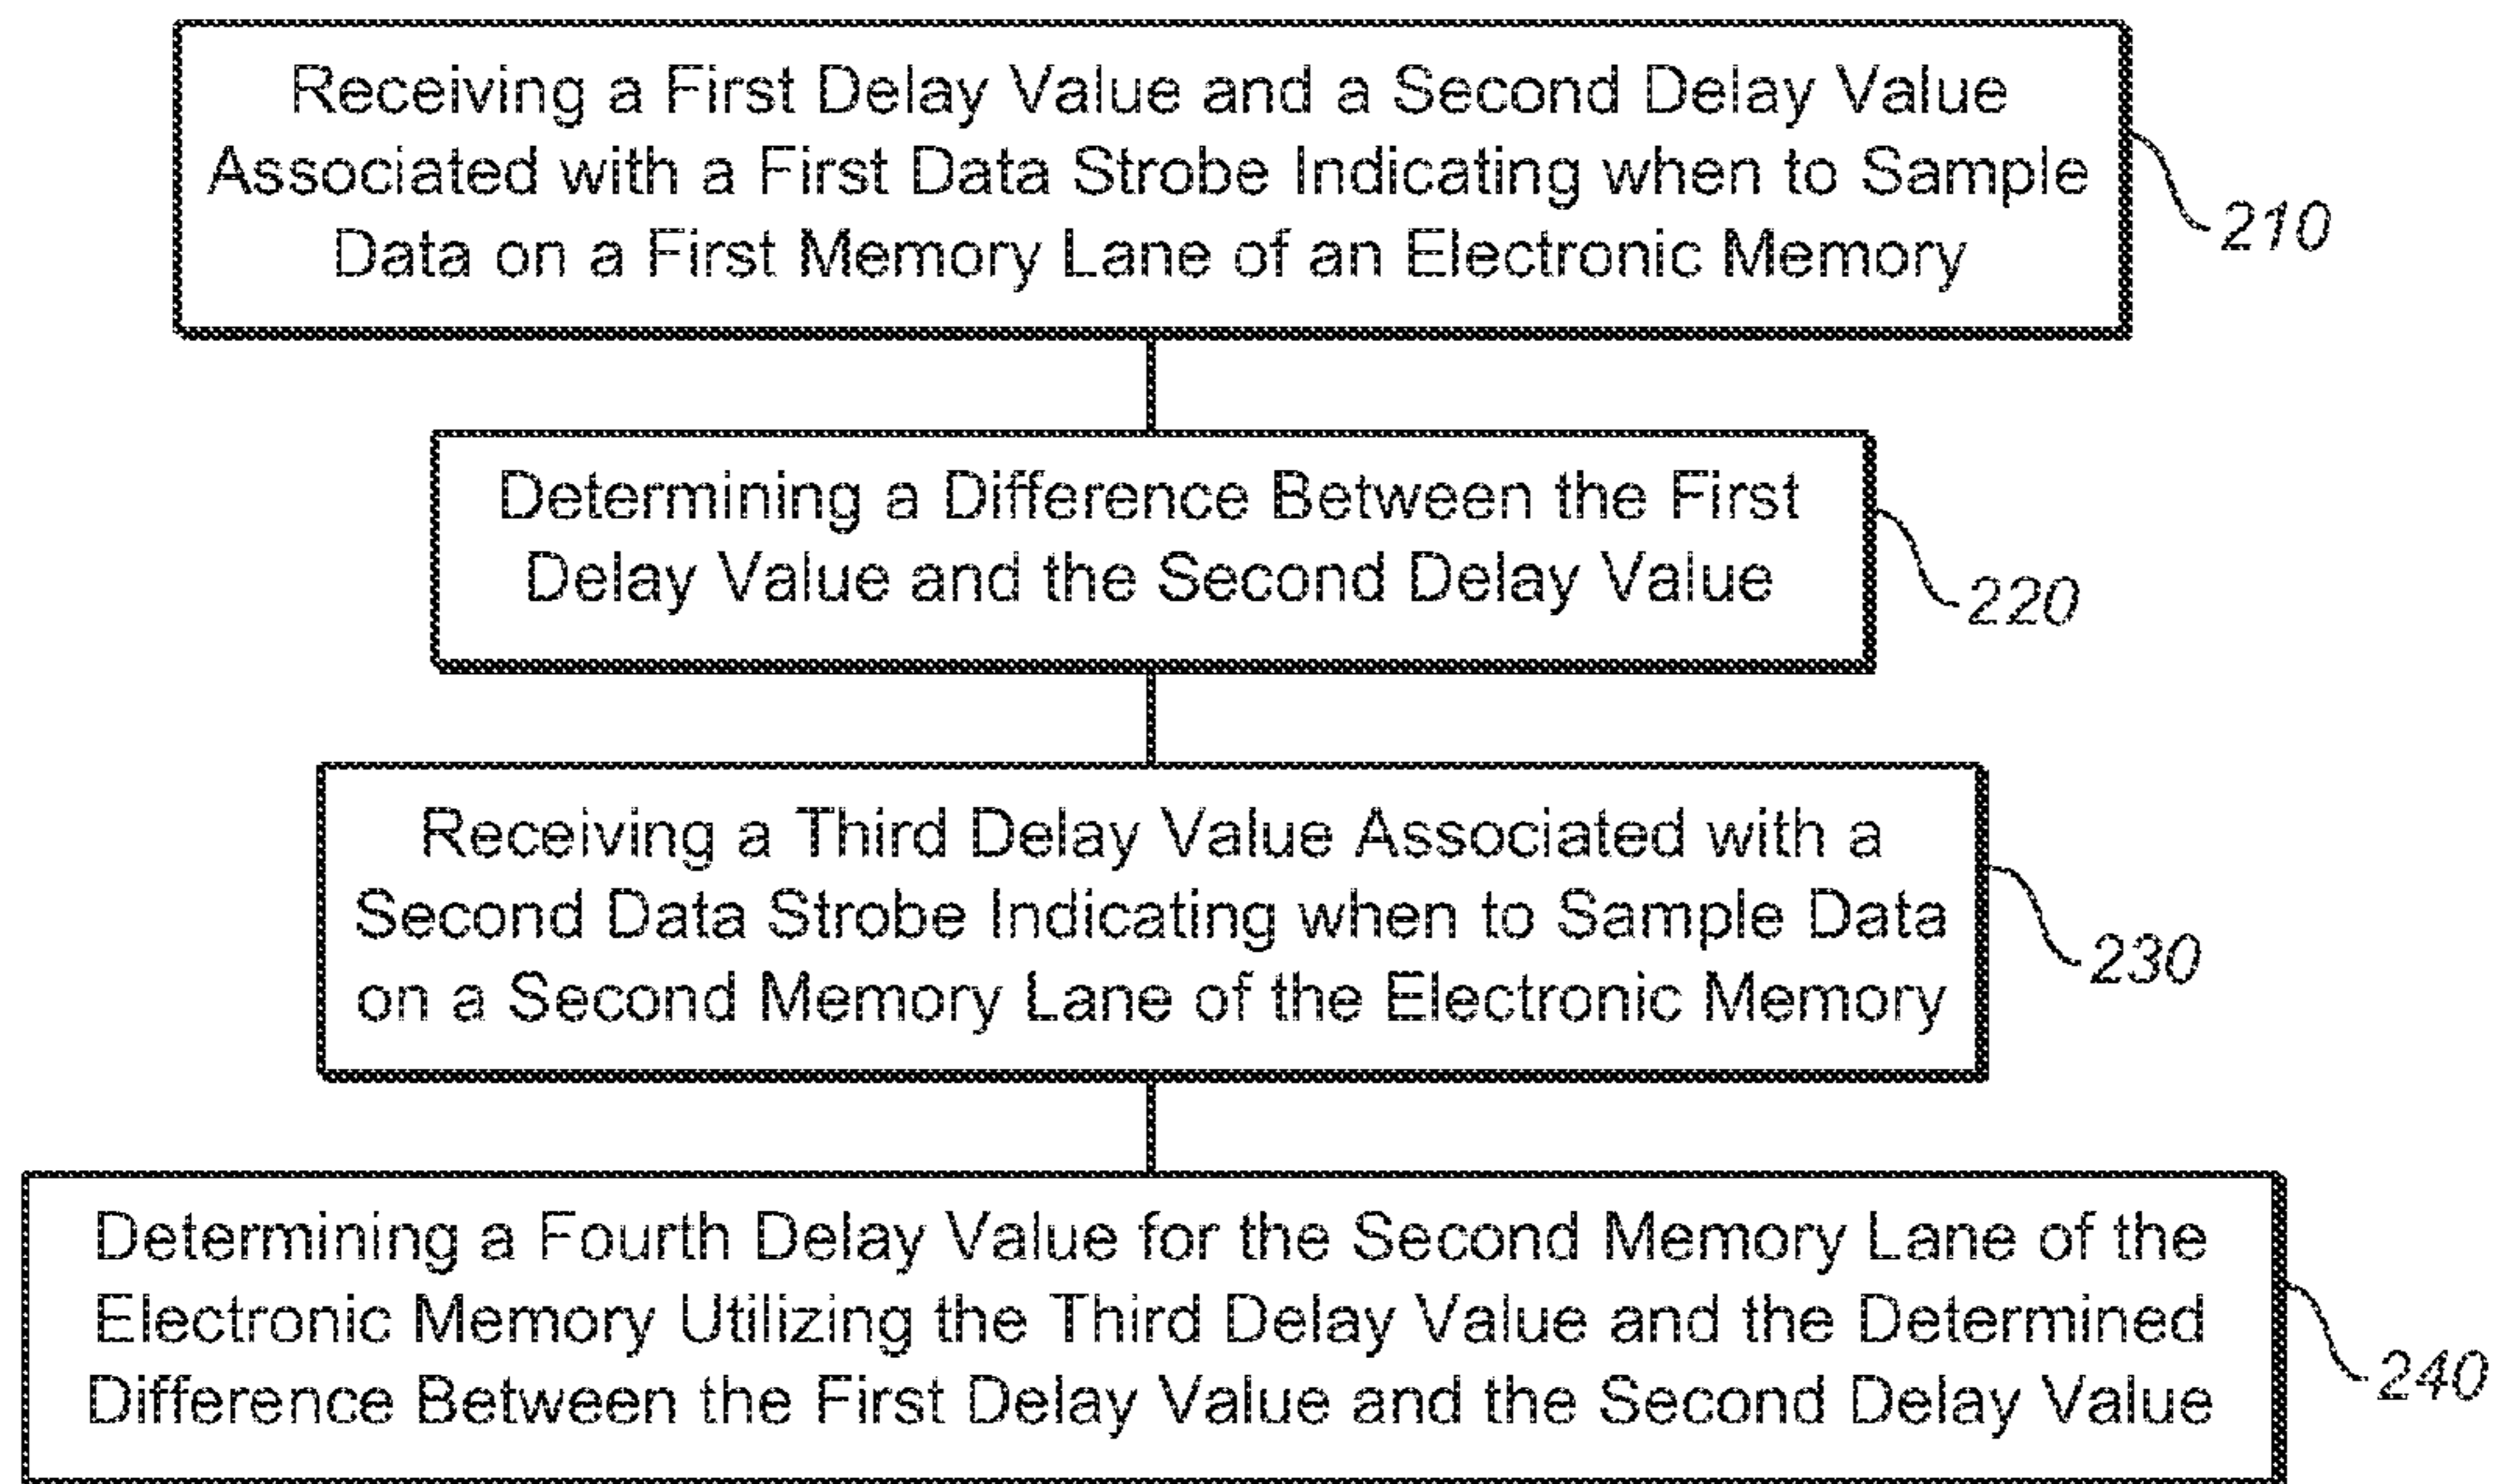 Receiving a First Delay Value and a Second Delay Value
Associated with a First Data Strobe Indicating when to Sample
Data on a First Memory Lane of an Electronic Memory
210
Determining a Difference Between the First
Delay Value and the Second Delay Value
220
Receiving a Third Delay Value Associated with a
Second Data Strobe Indicating when to Sample Data
on a Second Memory Lane of the Electronic Memory
230
Determining a Fourth Delay Value for the Second Memory Lane of the
Electronic Memory Utilizing the Third Delay Value and the Determined
Difference Between the First Delay Value and the Second Delay Value
240